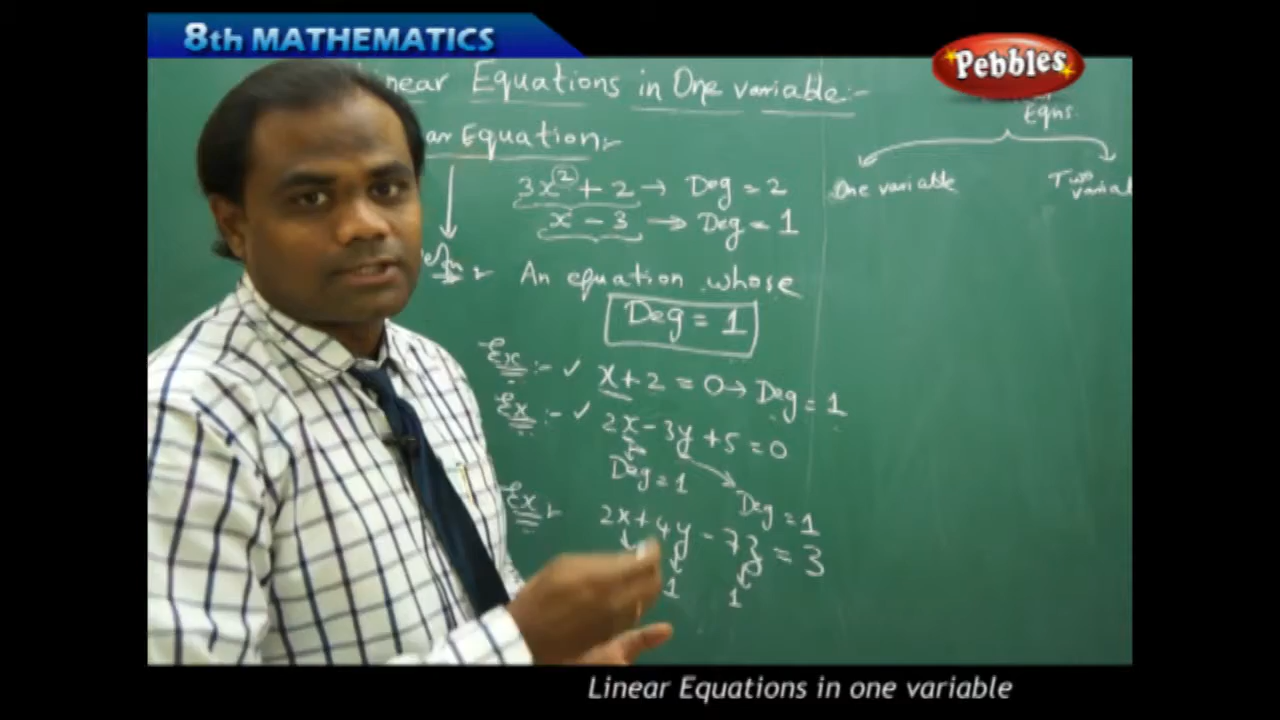 8th MATHEMATICS
Pebbles
Linear Equations in One variable:-
Equation:-
Eqns.
One variable
Two
variabl
3x² + 2 → Deg = 2
x - 3 → Deg = 1
An equation whose
Deg = 1
Ex :- ✓ x + 2 = 0 → Deg = 1
Ex :- ✓ 2x - 3y + 5 = 0
Deg = 1
Deg = 1
Ex :- 2x + 4y - 7z = 3
1 1
Linear Equations in one variable